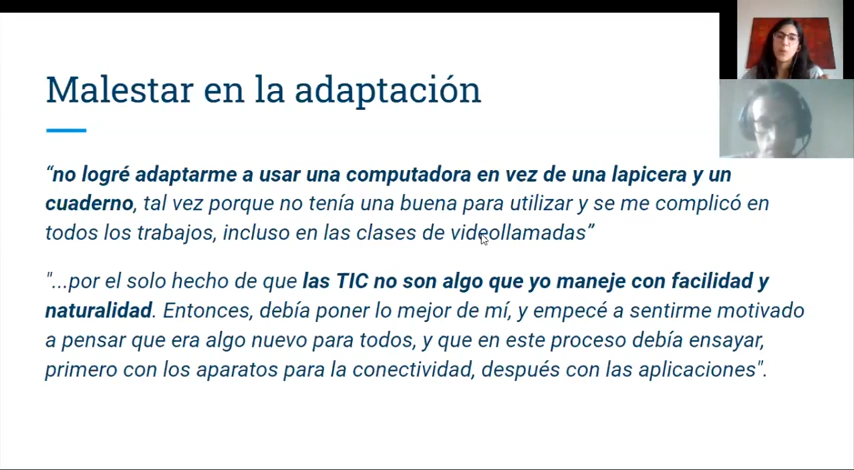 Malestar en la adaptación
“no logré adaptarme a usar una computadora en vez de una lapicera y un
cuaderno, tal vez porque no tenía una buena para utilizar y se me complicó en
todos los trabajos, incluso en las clases de videollamadas”
"...por el solo hecho de que las TIC no son algo que yo maneje con facilidad y
naturalidad. Entonces, debía poner lo mejor de mí, y empecé a sentirme motivado
a pensar que era algo nuevo para todos, y que en este proceso debía ensayar,
primero con los aparatos para la conectividad, después con las aplicaciones".